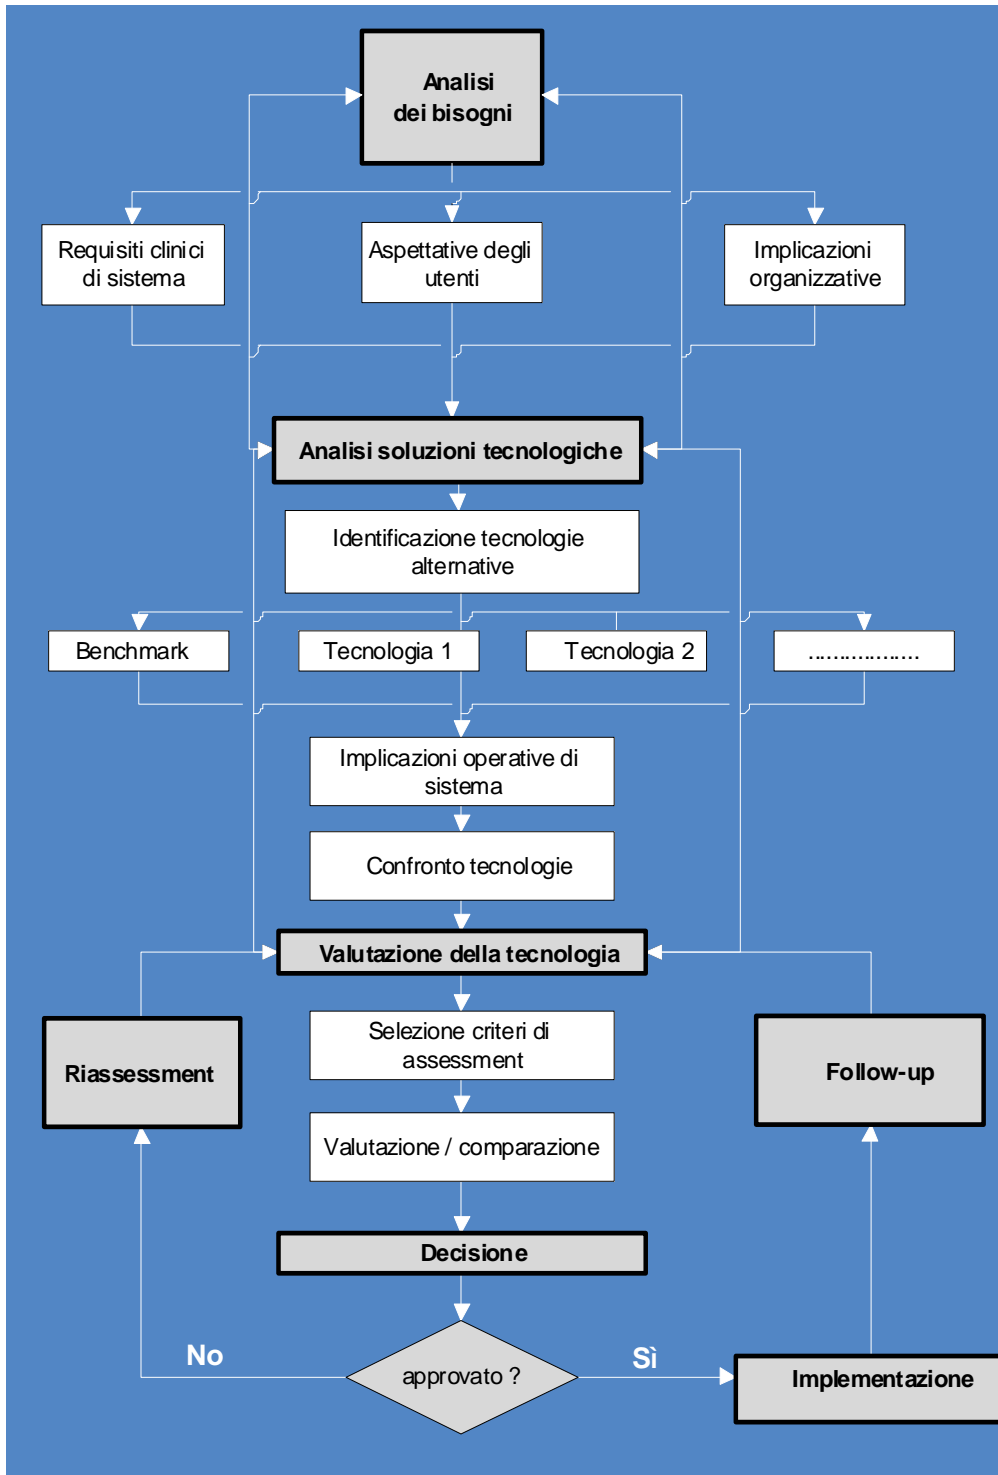 Analisi
dei bisogni
Requisiti clinici
di sistema
Aspettative degli
utenti
Implicazioni
organizzative
Analisi soluzioni tecnologiche
Identificazione tecnologie
alternative
Benchmark
Tecnologia 1
Tecnologia 2
..................
Implicazioni operative di
sistema
Confronto tecnologie
Valutazione della tecnologia
Selezione criteri di
assessment
Riassessment
Follow-up
Valutazione / comparazione
Decisione
No
Sì
approvato ?
Implementazione